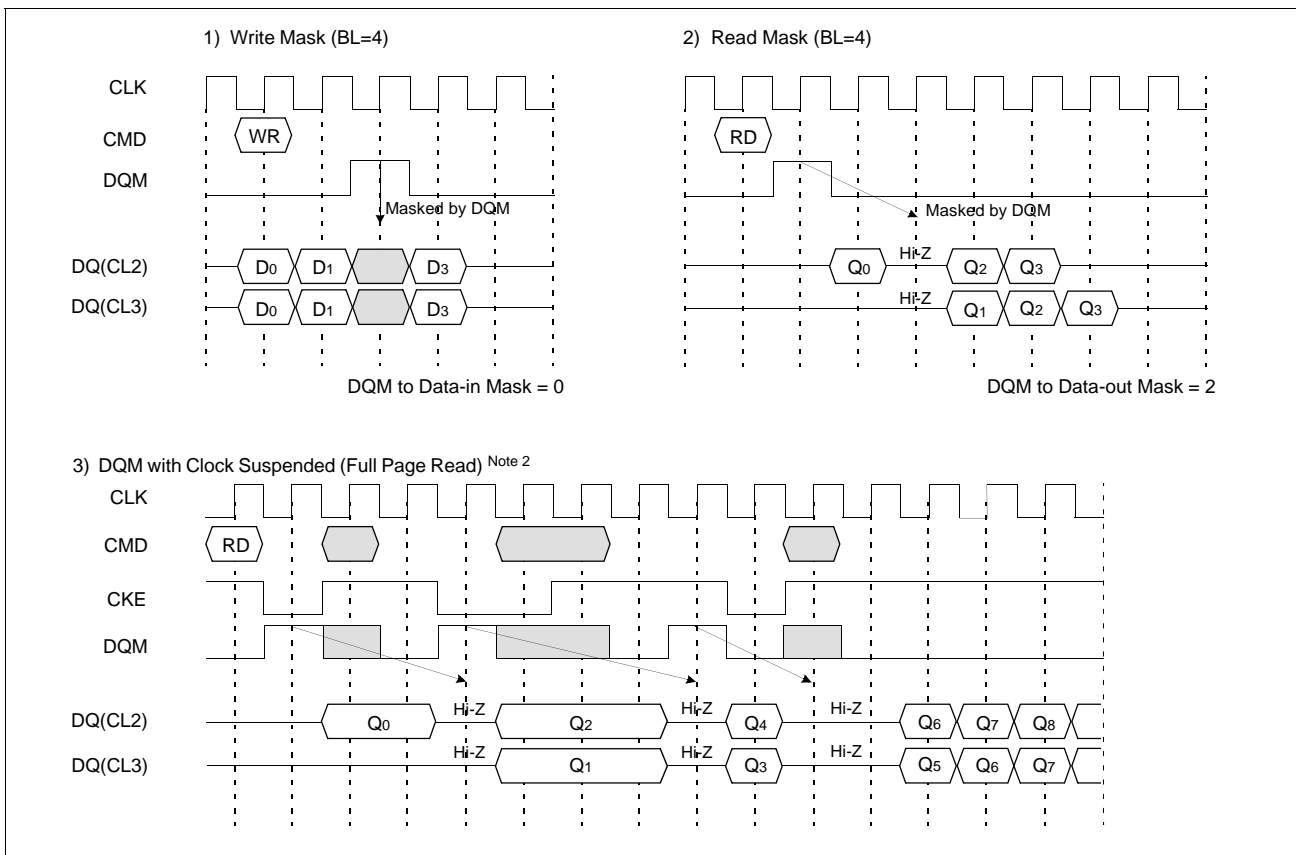 1) Write Mask (BL=4)
2) Read Mask (BL=4)
CLK
CMD
WR
RD
DQM
Masked by DQM
Masked by DQM
DQ(CL2)
D0
D1
D3
Q0
Hi-Z
Q2
Q3
DQ(CL3)
D0
D1
D3
Hi-Z
Q1
Q2
Q3
DQM to Data-in Mask = 0
DQM to Data-out Mask = 2
3) DQM with Clock Suspended (Full Page Read) Note 2
CLK
CMD
RD
CKE
DQM
DQ(CL2)
Q0
Hi-Z
Q2
Hi-Z
Q4
Hi-Z
Q6
Q7
Q8
DQ(CL3)
Hi-Z
Q1
Hi-Z
Q3
Hi-Z
Q5
Q6
Q7